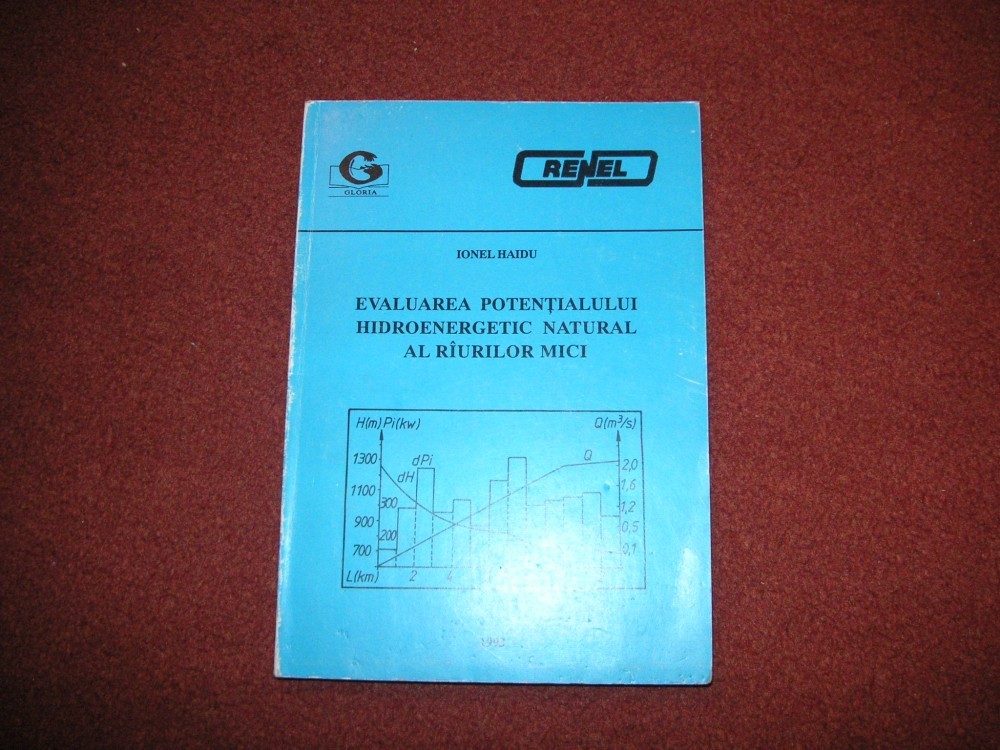 GLORIA
RENEL
IONEL HAIDU
EVALUAREA POTENȚIALULUI
HIDROENERGETIC NATURAL
AL RÎURILOR MICI
H(m) Pi(kw) Q(m³/s)
1300 dPi Q 2,0
dH
1100 300 1,6
1,2
900 200 0,5
700 0,1
L(km) 2 4